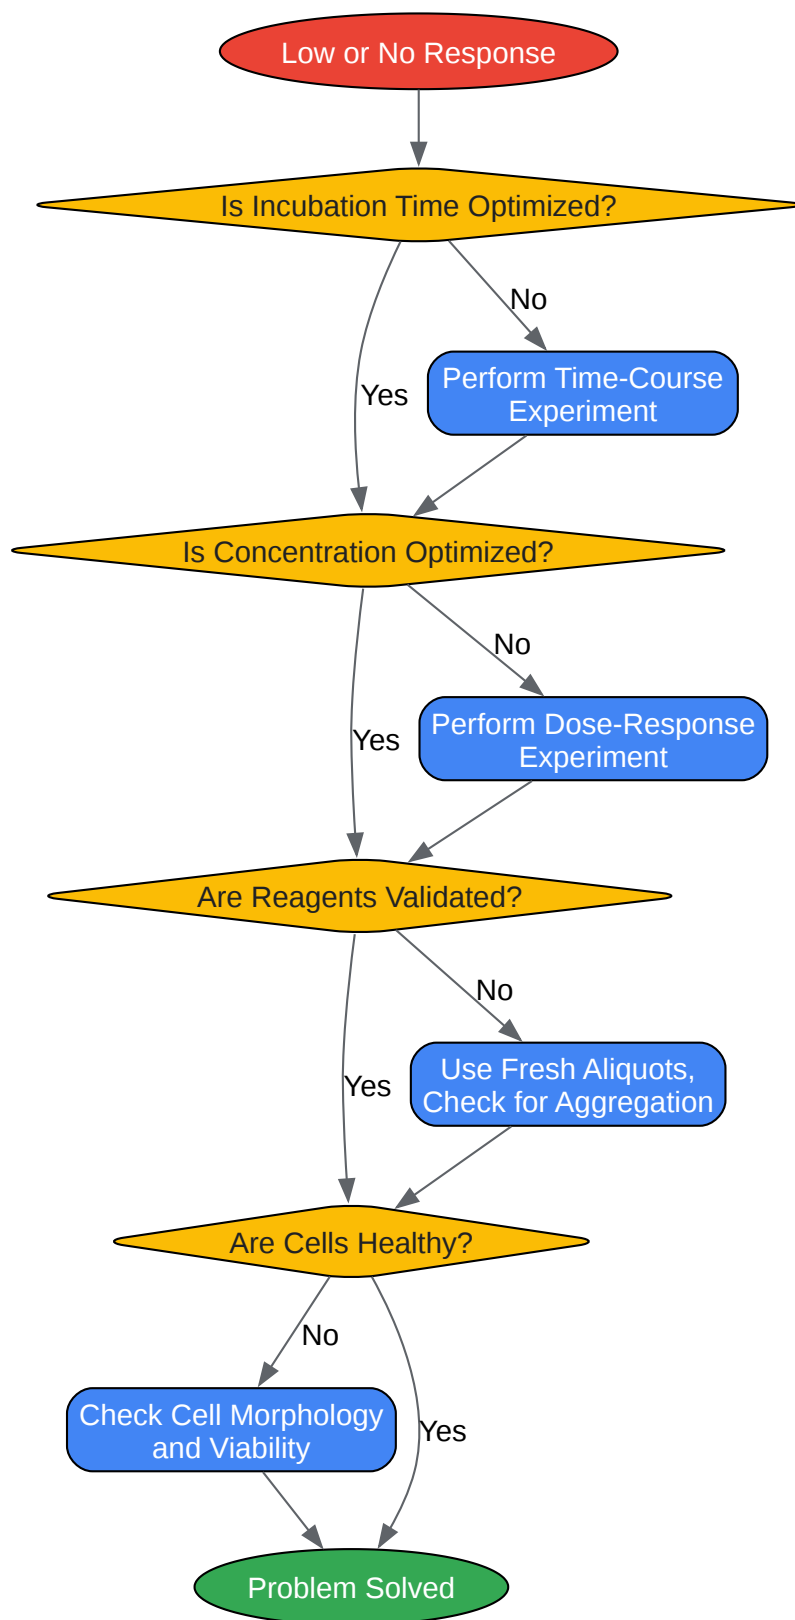 Low or No Response
Is Incubation Time Optimized?
No
Yes
Perform Time-Course
Experiment
Is Concentration Optimized?
No
Yes
Perform Dose-Response
Experiment
Are Reagents Validated?
No
Yes
Use Fresh Aliquots,
Check for Aggregation
Are Cells Healthy?
No
Yes
Check Cell Morphology
and Viability
Problem Solved